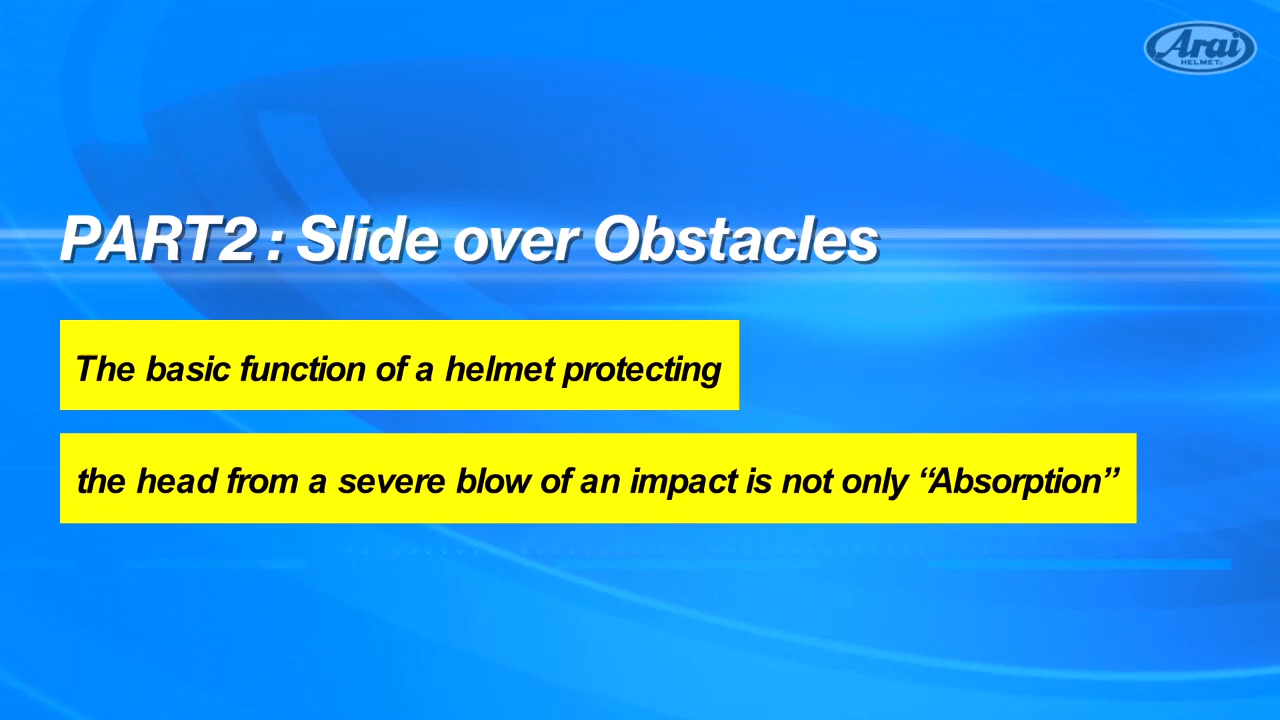 Arai
HELMET
PART2 : Slide over Obstacles
The basic function of a helmet protecting
the head from a severe blow of an impact is not only “Absorption”